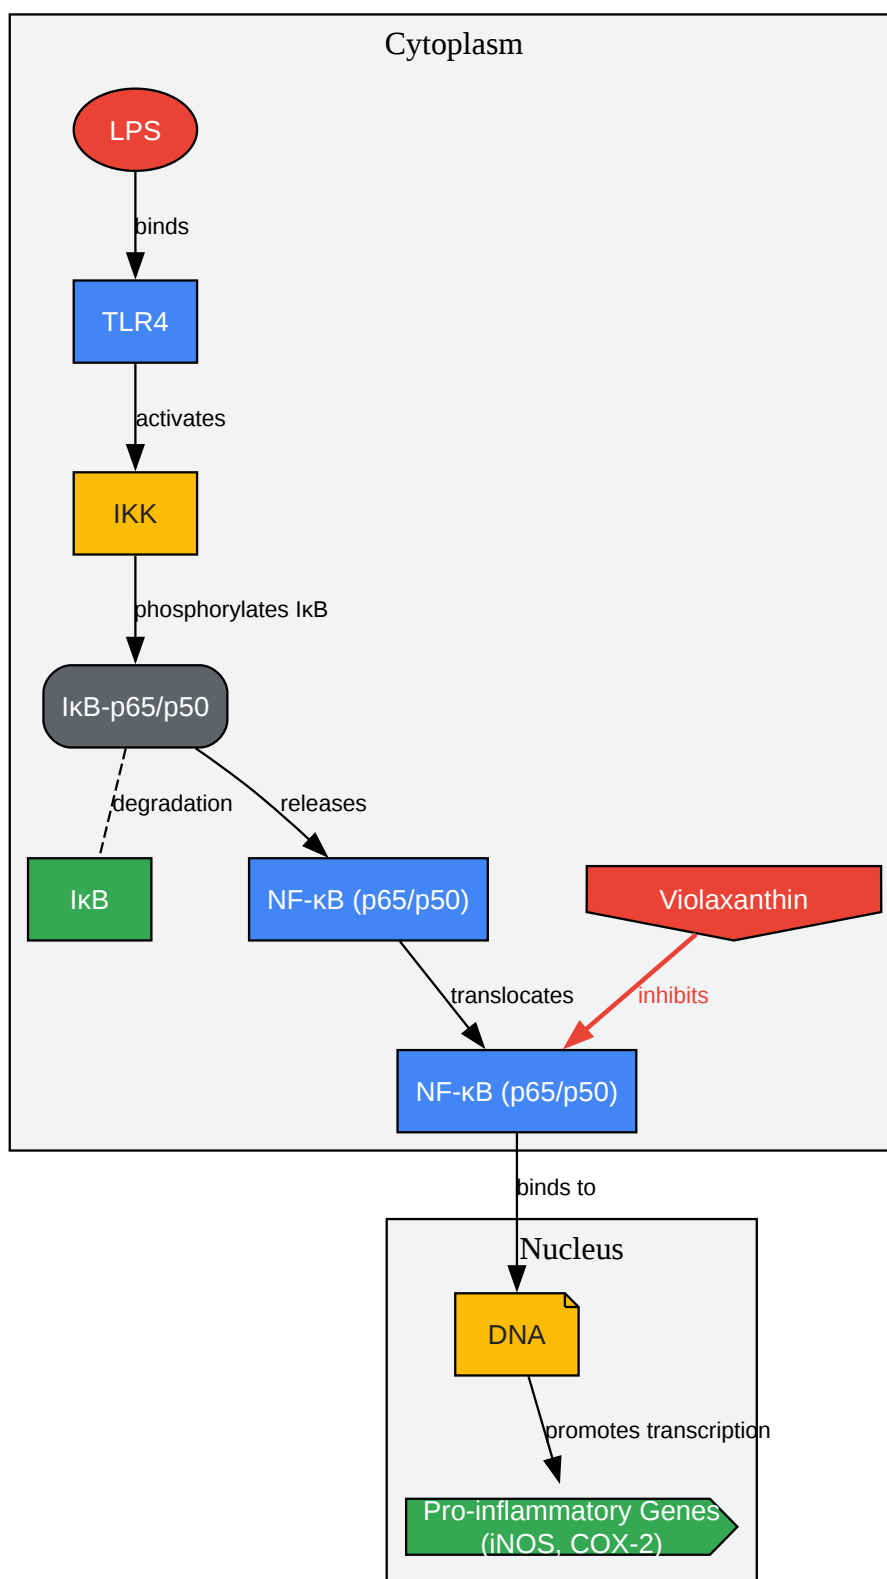 Cytoplasm
LPS
binds
TLR4
activates
IKK
phosphorylates IκB
IκB-p65/p50
degradation
releases
IκB
NF-κB (p65/p50)
Violaxanthin
translocates
inhibits
NF-κB (p65/p50)
binds to
Nucleus
DNA
promotes transcription
Pro-inflammatory Genes
(iNOS, COX-2)